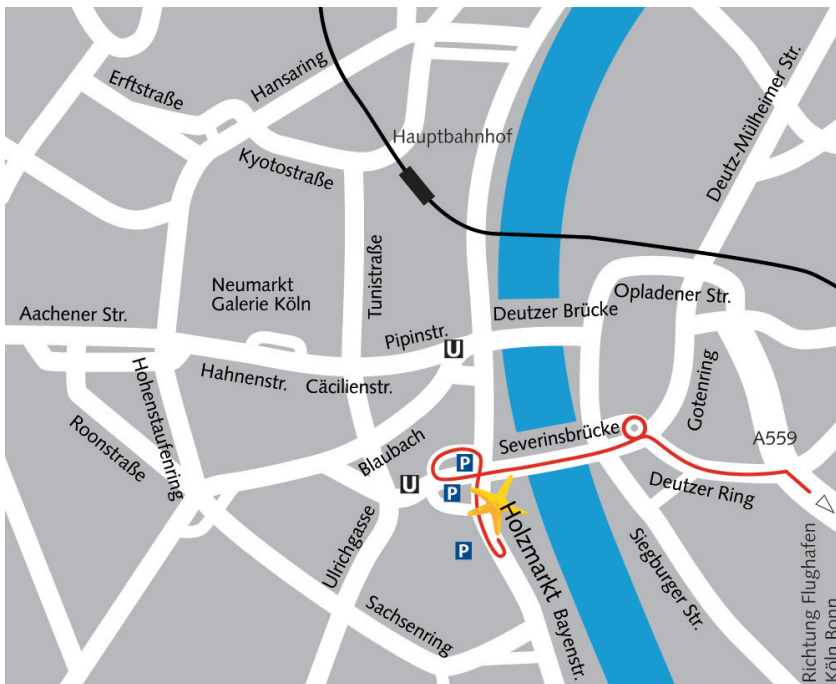 Erftstraße
Hansaring
Hauptbahnhof
Deutz-Mülheimer Str.
Kyotostraße
Neumarkt
Galerie Köln
Tunistraße
Opladener Str.
Aachener Str.
Deutzer Brücke
Pipinstr.
U
Hahnenstr.
Cäcilienstr.
Hohenstaufenring
Roonstraße
Gotenring
Blaubach
Severinsbrücke
A559
P
U
P
Deutzer Ring
Holzmarkt
P
Ulrichgasse
Siegburger Str.
Sachsenring
Bayenstr.
Richtung Flughafen
Köln Bonn